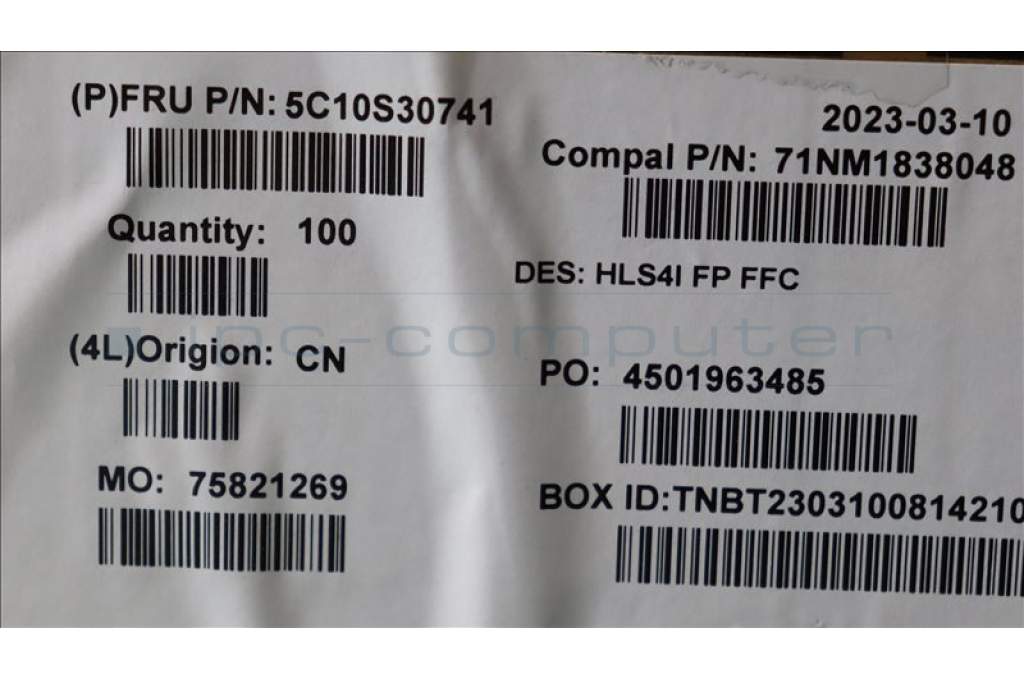 (P)FRU P/N: 5C10S30741
2023-03-10
Compal P/N: 71NM1838048
Quantity: 100
DES: HLS4I FP FFC
ipc-computer
(4L)Origion: CN
PO: 4501963485
MO: 75821269
BOX ID:TNBT2303100814210